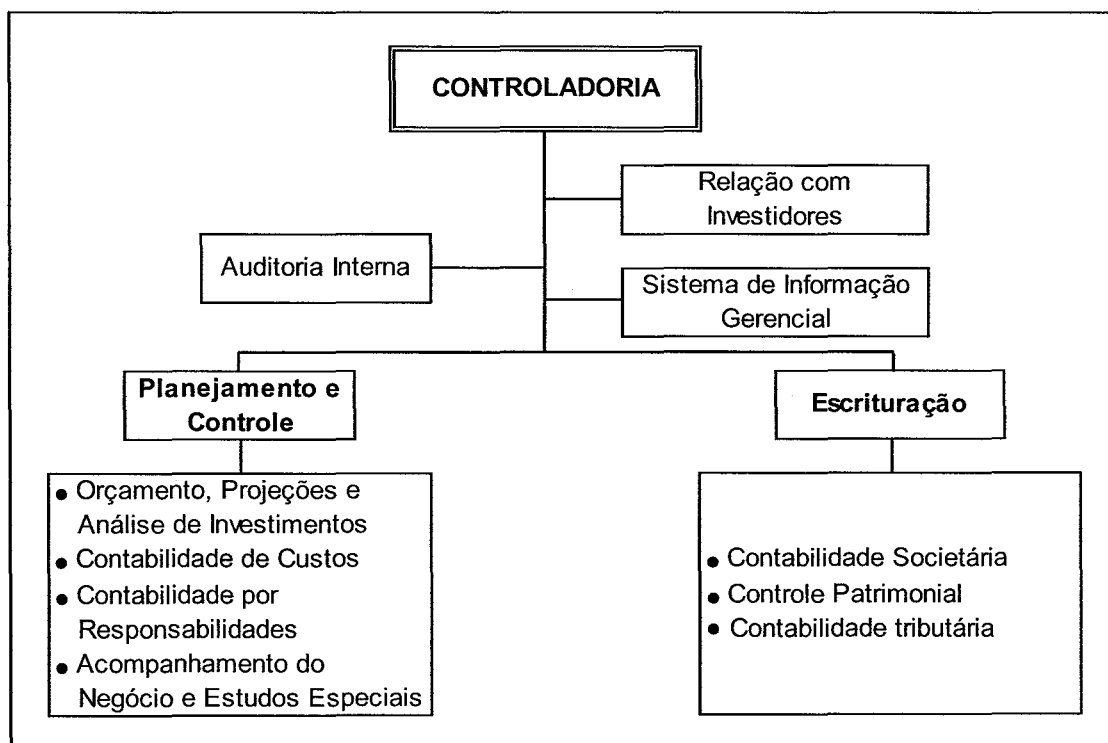 CONTROLADORIA
Relação com
Investidores
Auditoria Interna
Sistema de Informação
Gerencial
Planejamento e
Controle
Escrituração
● Orçamento, Projeções e
Análise de Investimentos
● Contabilidade de Custos
● Contabilidade por
Responsabilidades
● Acompanhamento do
Negócio e Estudos Especiais
● Contabilidade Societária
● Controle Patrimonial
● Contabilidade tributária